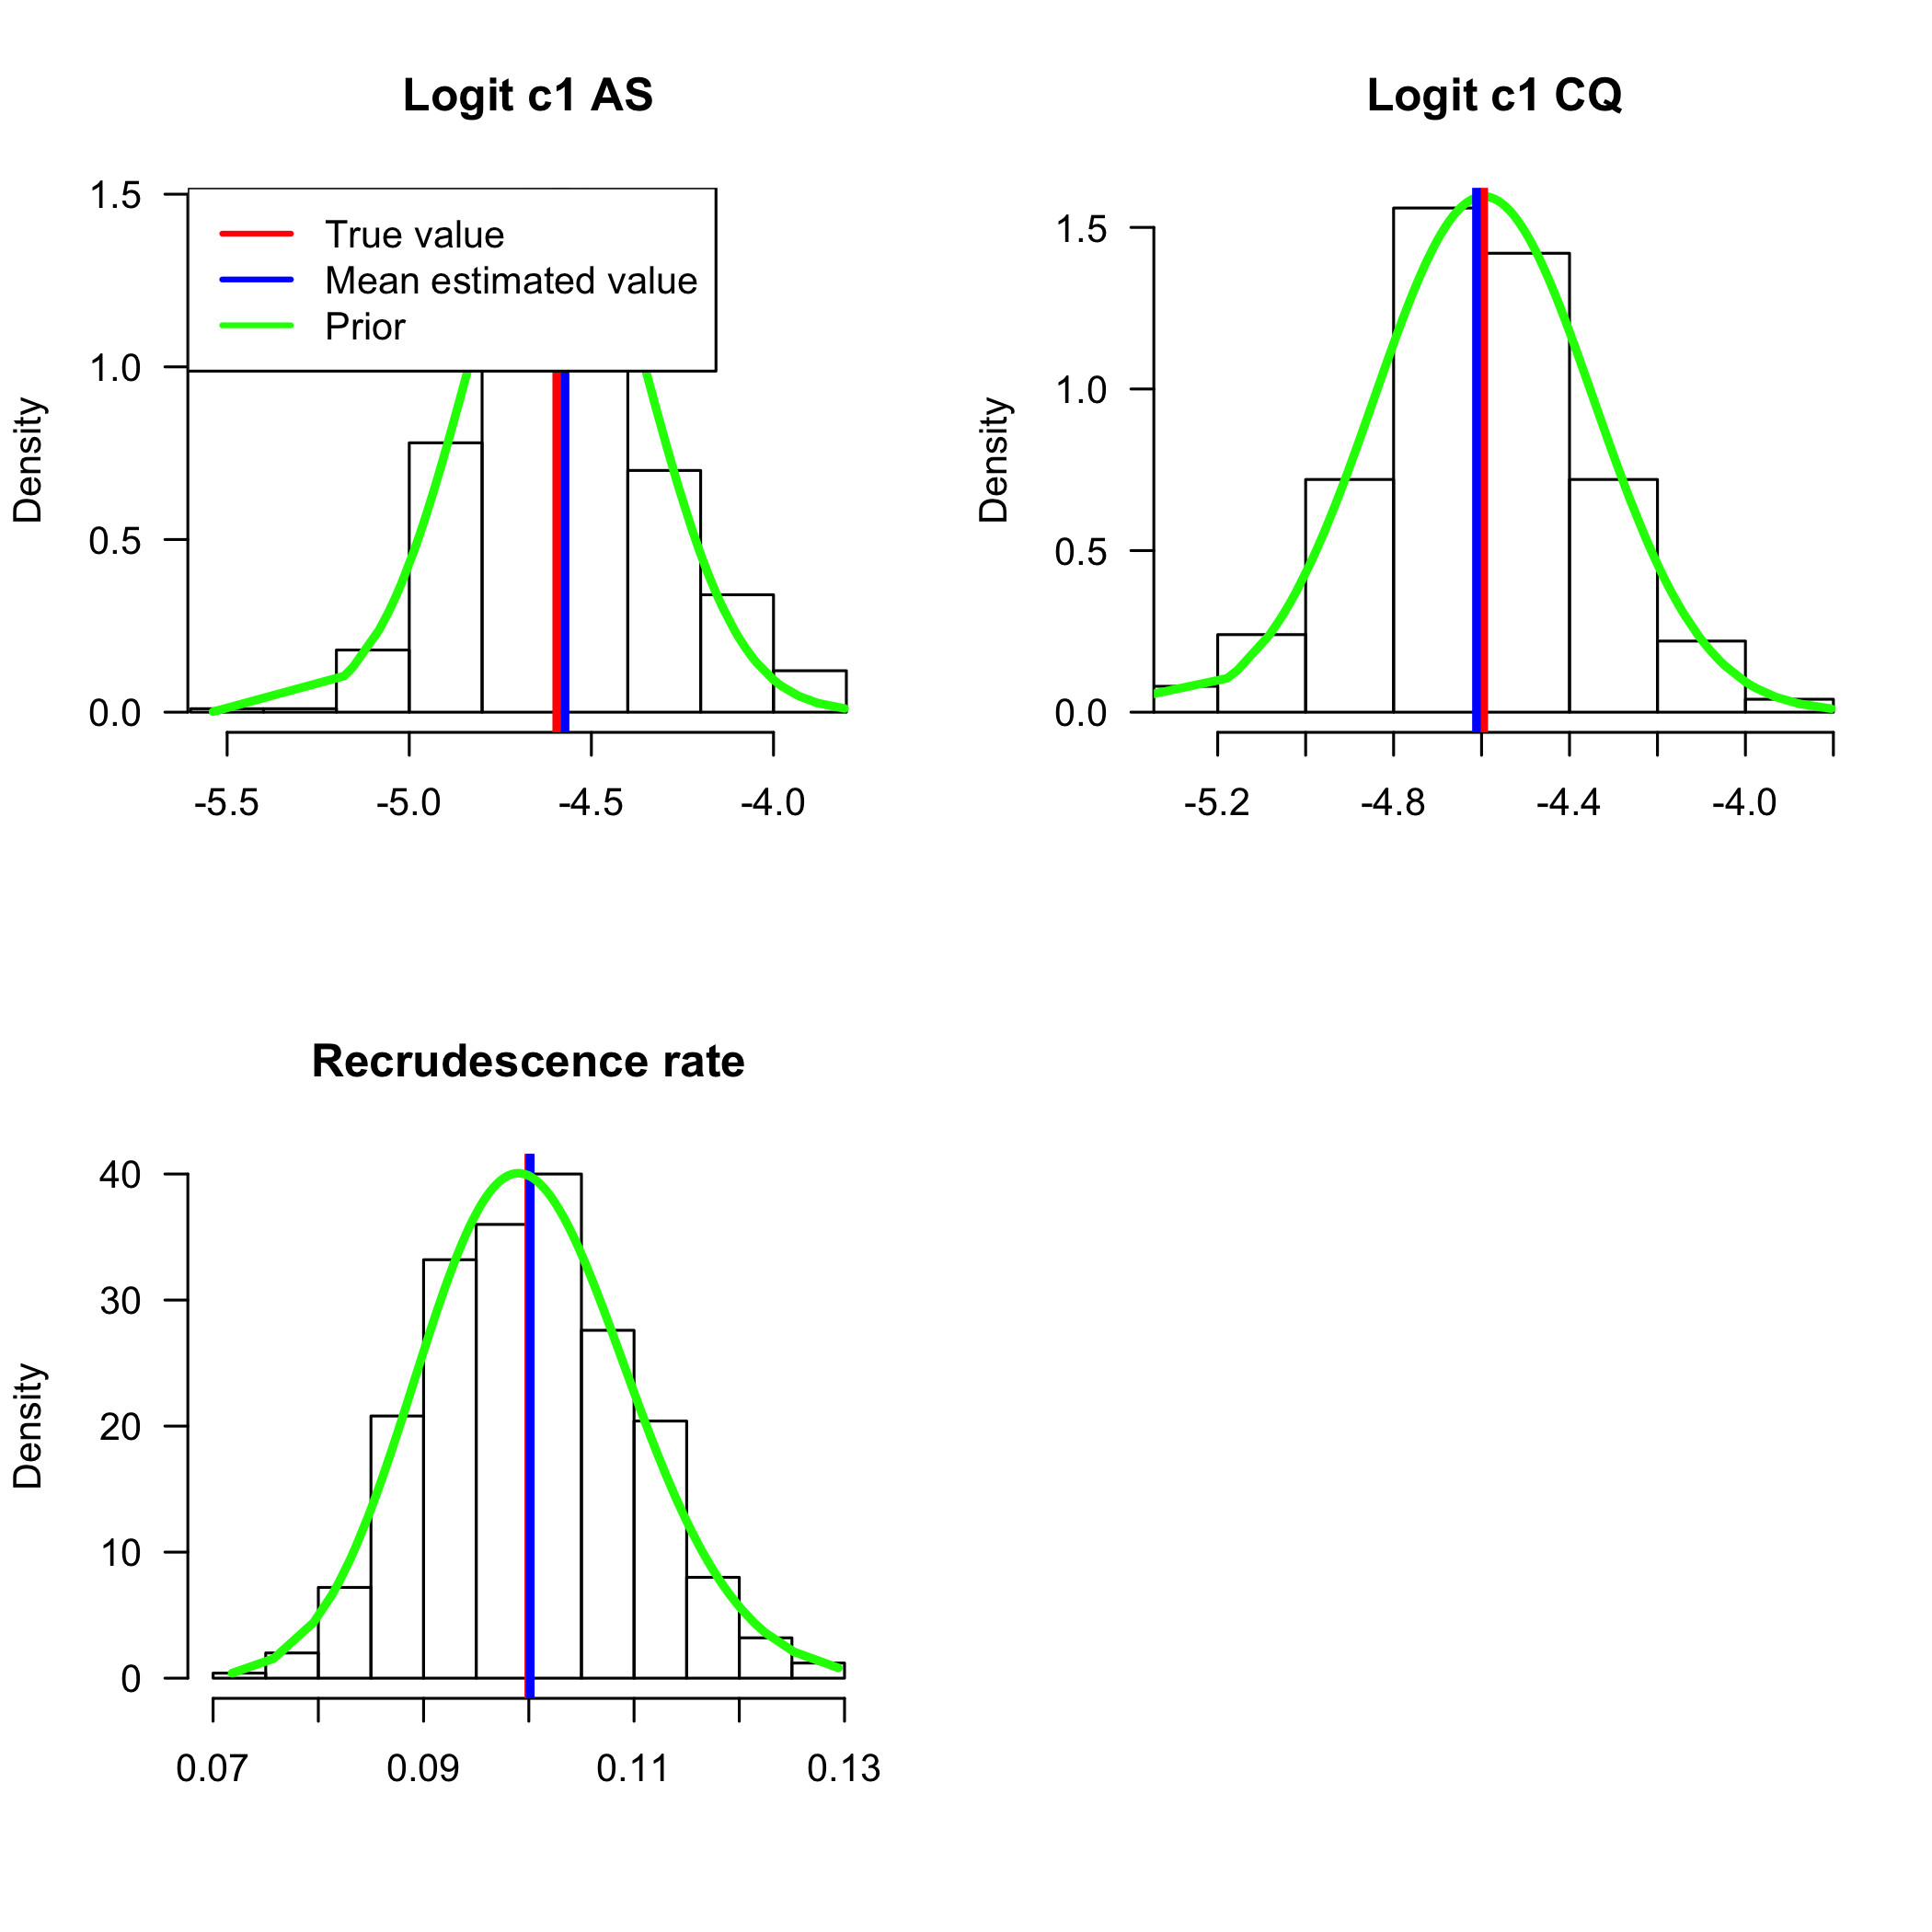 Logit c1 AS
Density
1.5
1.0
0.5
0.0
True value
Mean estimated value
Prior
-5.5 -5.0 -4.5 -4.0
Logit c1 CQ
Density
1.5
1.0
0.5
0.0
-5.2 -4.8 -4.4 -4.0
Recrudescence rate
Density
40
30
20
10
0
0.07 0.09 0.11 0.13